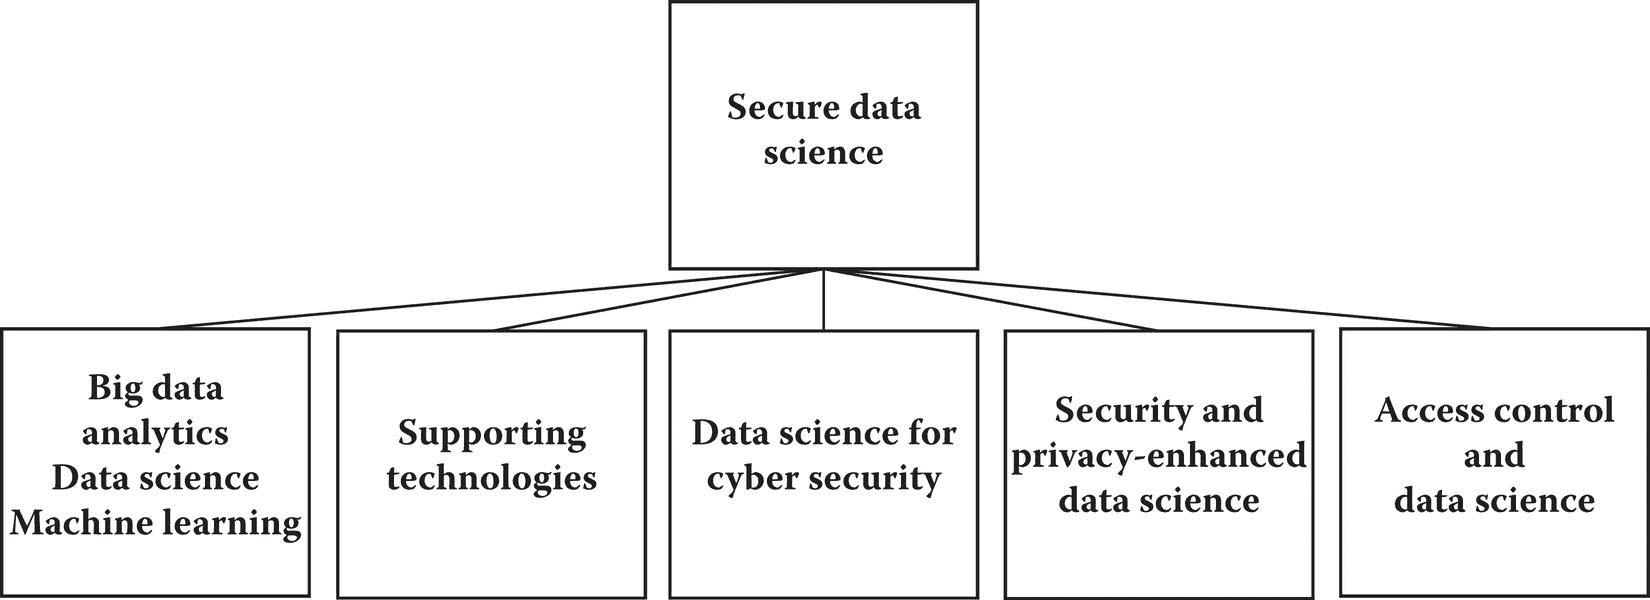 Secure data
science
Big data
analytics
Data science
Machine learning
Supporting
technologies
Data science for
cyber security
Security and
privacy-enhanced
data science
Access control
and
data science